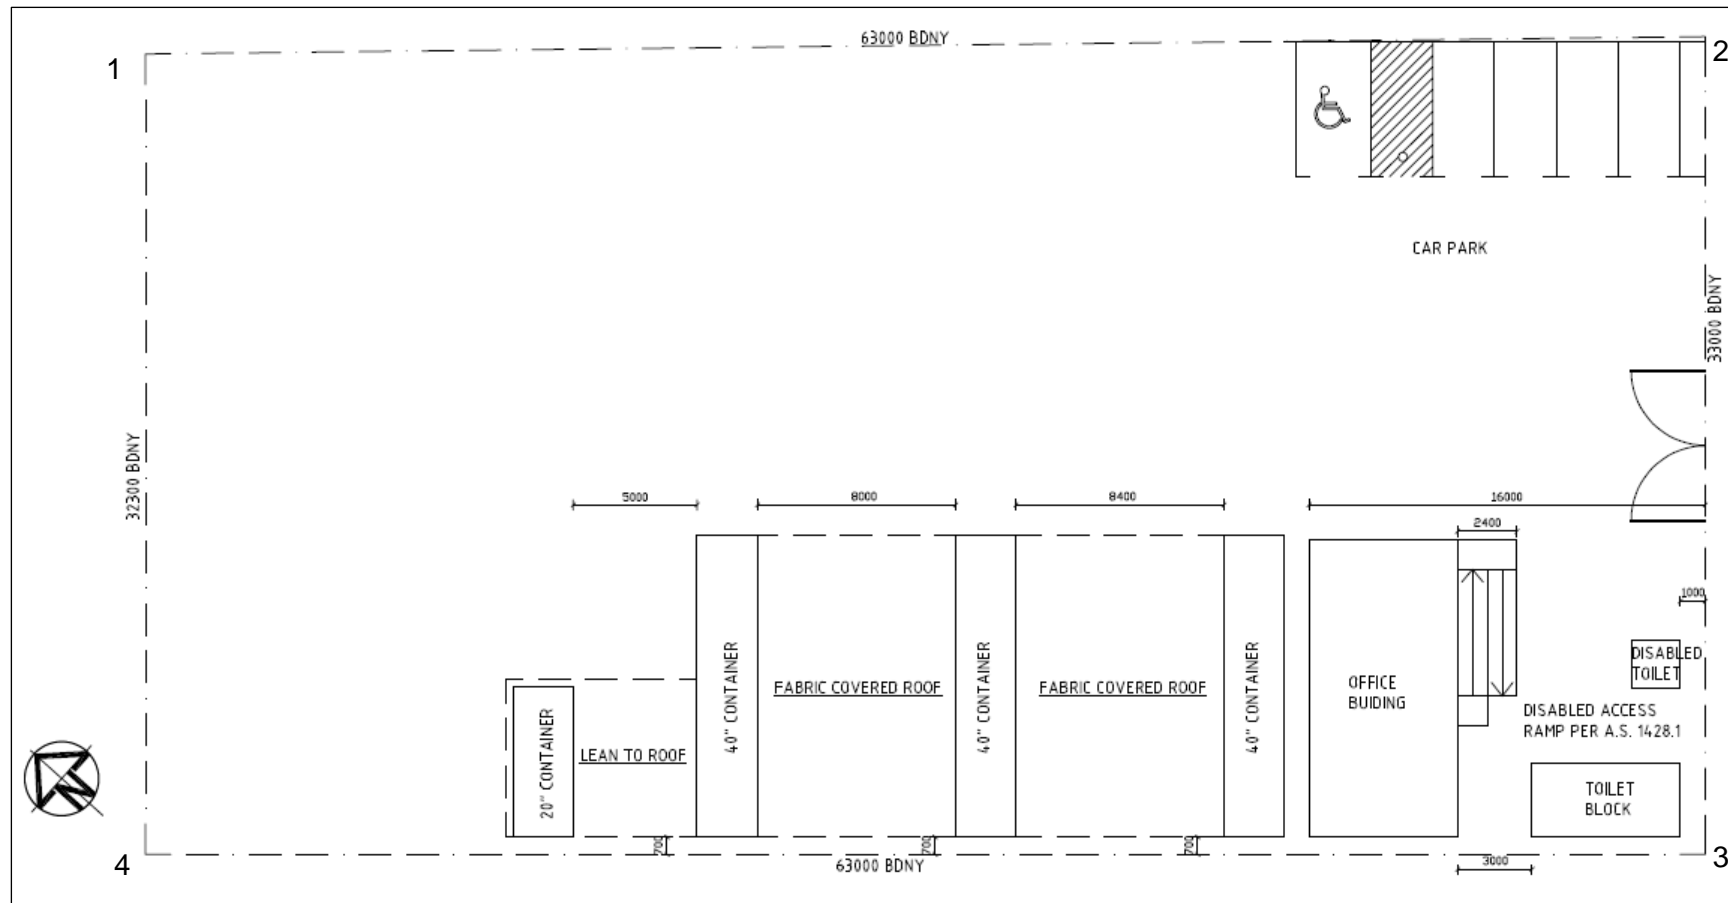 63000 BDNY
1
2
CAR PARK
33000 BDNY
32300 BDNY
5000
8000
8400
16000
2400
1000
40" CONTAINER
FABRIC COVERED ROOF
40" CONTAINER
FABRIC COVERED ROOF
40" CONTAINER
OFFICE
BUIDING
DISABLED
TOILET
DISABLED ACCESS
RAMP PER A.S. 1428.1
20" CONTAINER
LEAN TO ROOF
TOILET
BLOCK
N
700
700
700
4
63000 BDNY
3000
3